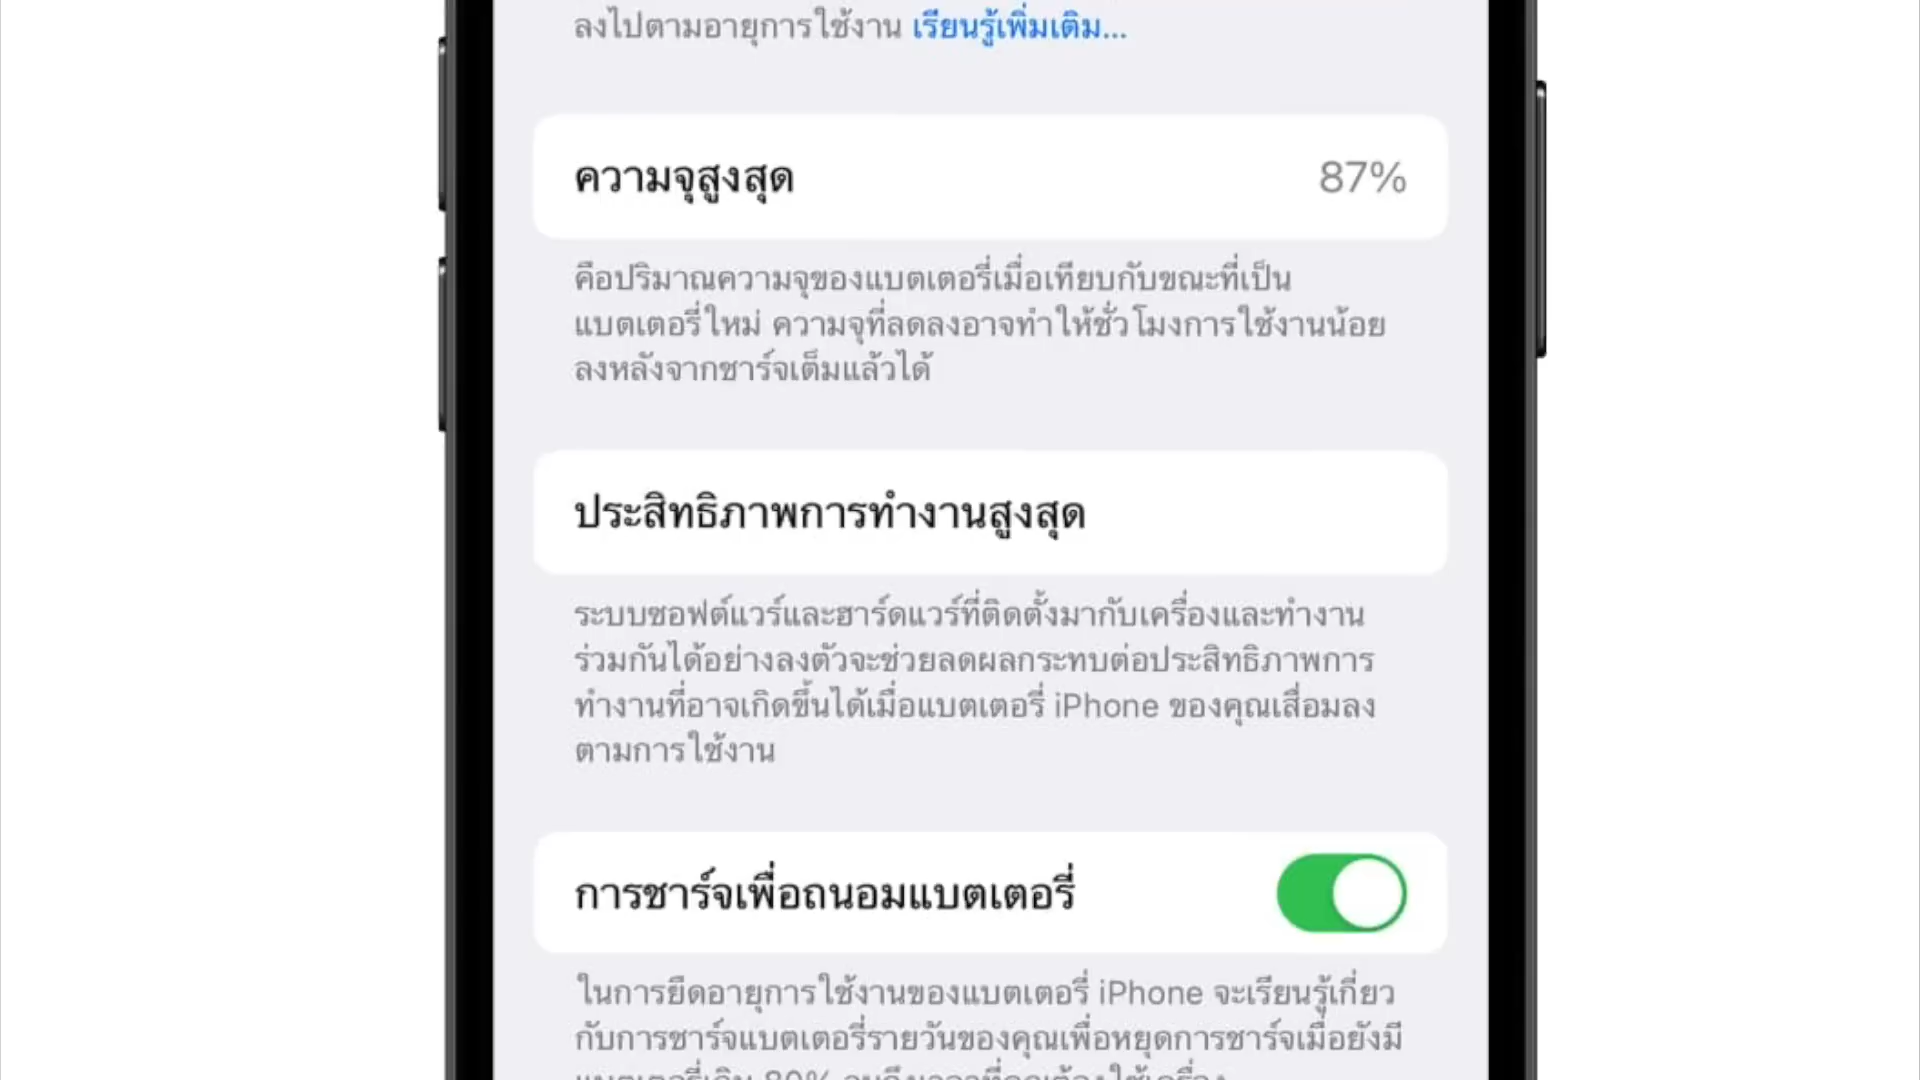 ลงไปตามอายุการใช้งาน เรียนรู้เพิ่มเติม...
ความจุสูงสุด 87%
คือปริมาณความจุของแบตเตอรี่เมื่อเทียบกับขณะที่เป็น
แบตเตอรี่ใหม่ ความจุที่ลดลงอาจทำให้ชั่วโมงการใช้งานน้อย
ลงหลังจากชาร์จเต็มแล้วได้
ประสิทธิภาพการทำงานสูงสุด
ระบบซอฟต์แวร์และฮาร์ดแวร์ที่ติดตั้งมากับเครื่องและทำงาน
ร่วมกันได้อย่างลงตัวจะช่วยลดผลกระทบต่อประสิทธิภาพการ
ทำงานที่อาจเกิดขึ้นได้เมื่อแบตเตอรี่ iPhone ของคุณเสื่อมลง
ตามการใช้งาน
การชาร์จเพื่อถนอมแบตเตอรี่
ในการยืดอายุการใช้งานของแบตเตอรี่ iPhone จะเรียนรู้เกี่ยว
กับการชาร์จแบตเตอรี่รายวันของคุณเพื่อหยุดการชาร์จเมื่อยังมี